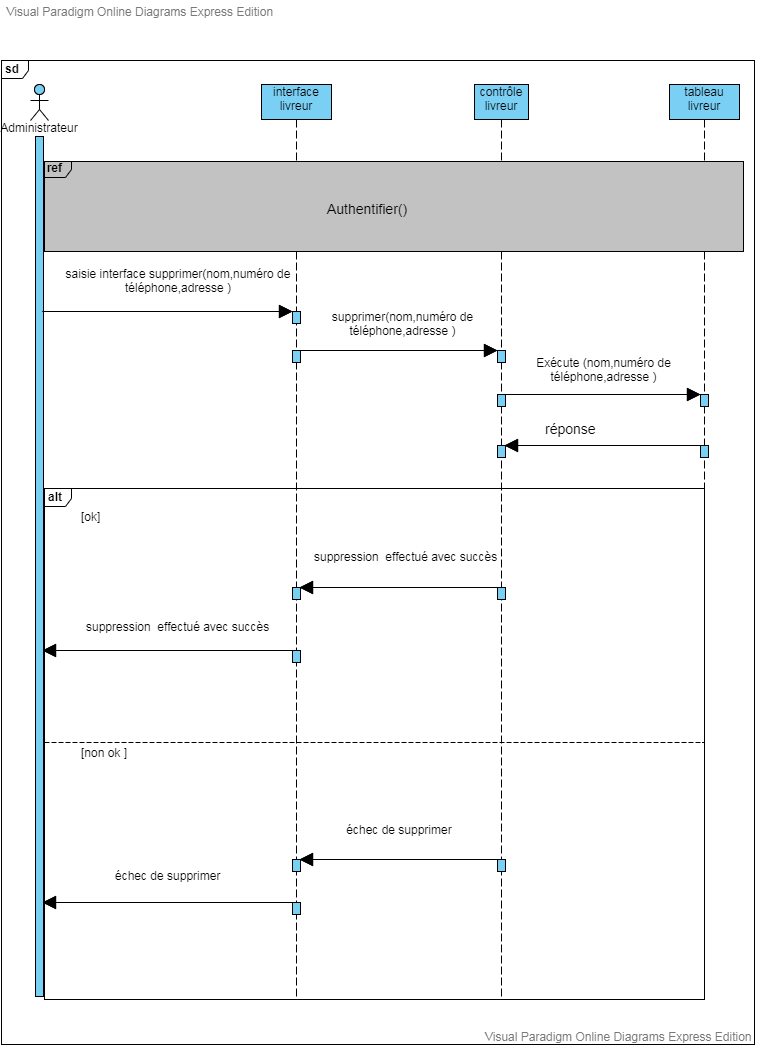 Visual Paradigm Online Diagrams Express Edition
sd
Administrateur
interface
livreur
contrôle
livreur
tableau
livreur
ref
Authentifier()
saisie interface supprimer(nom,numéro de
téléphone,adresse )
supprimer(nom,numéro de
téléphone,adresse )
Exécute (nom,numéro de
téléphone,adresse )
réponse
alt
[ok]
suppression  effectué avec succès
suppression  effectué avec succès
[non ok ]
échec de supprimer
échec de supprimer
Visual Paradigm Online Diagrams Express Edition